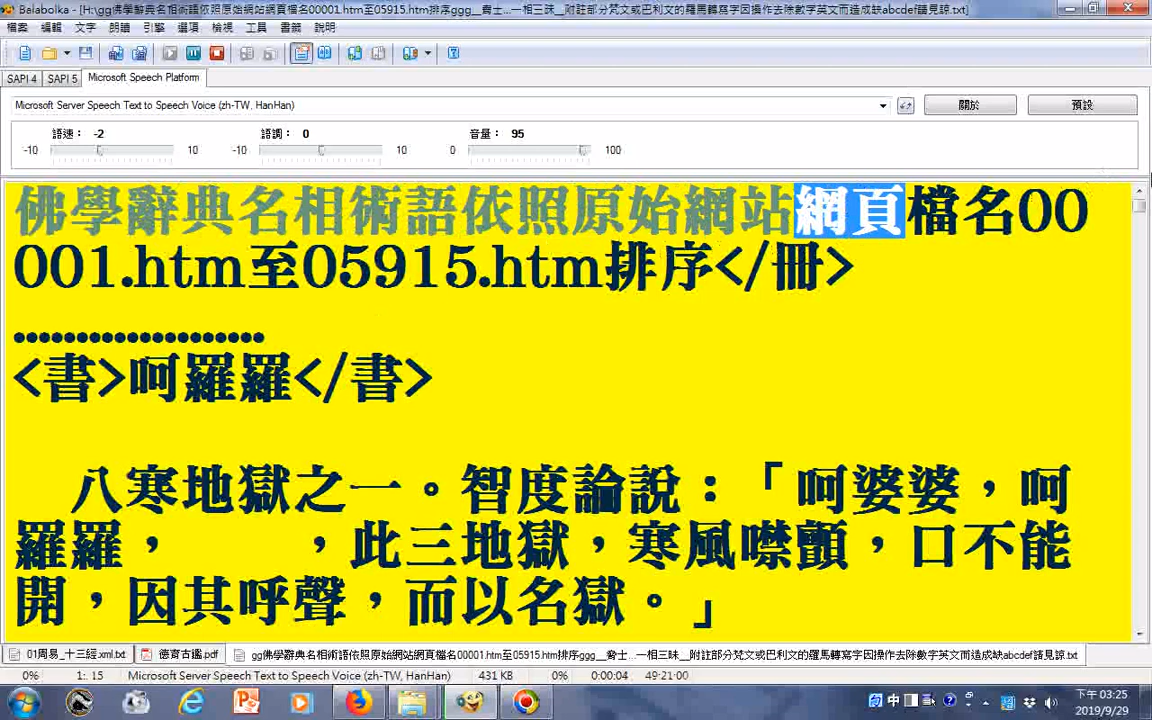 Balabolka - [H:\gg佛學辭典名相術語依照原始網站網頁檔名00001.htm至05915.htm排序ggg__脅士...一相三昧__附註部分梵文或巴利文的羅馬轉寫字因操作去除數字英文而造成缺abcdef請見諒.txt]
檔案 編輯 文字 朗讀 引擎 選項 檢視 工具 書籤 說明
SAPI 4 SAPI 5 Microsoft Speech Platform
Microsoft Server Speech Text to Speech Voice (zh-TW, HanHan) 關於 預設
語速： -2 語調： 0 音量： 95
-10 10 -10 10 0 100
佛學辭典名相術語依照原始網站網頁檔名00
001.htm至05915.htm排序</冊>
....................
<書>呵羅羅</書>
八寒地獄之一。智度論說：「呵婆婆，呵
羅羅， ，此三地獄，寒風噤顫，口不能
開，因其呼聲，而以名獄。」
01周易_十三經.xml.txt 德育古鑑.pdf gg佛學辭典名相術語依照原始網站網頁檔名00001.htm至05915.htm排序ggg__脅士...一相三昧__附註部分梵文或巴利文的羅馬轉寫字因操作去除數字英文而造成缺abcdef請見諒.txt
0% 1:. 15 Microsoft Server Speech Text to Speech Voice (zh-TW, HanHan) 431 KB 0% 0:00:04 49:21:00
中 下午 03:25
2019/9/29